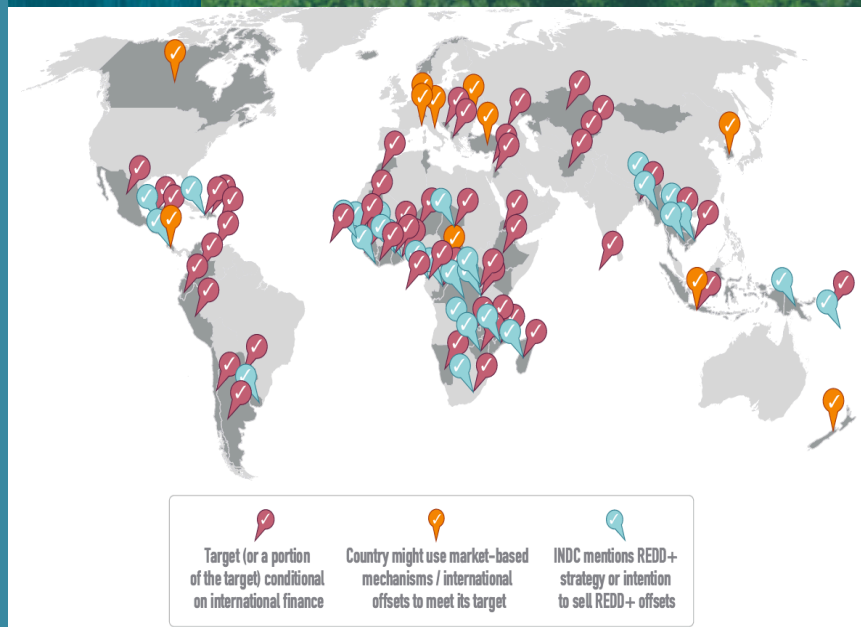 Target (or a portion
of the target) conditional
on international finance
Country might use market-based
mechanisms / international
offsets to meet its target
INDC mentions REDD+
strategy or intention
to sell REDD+ offsets